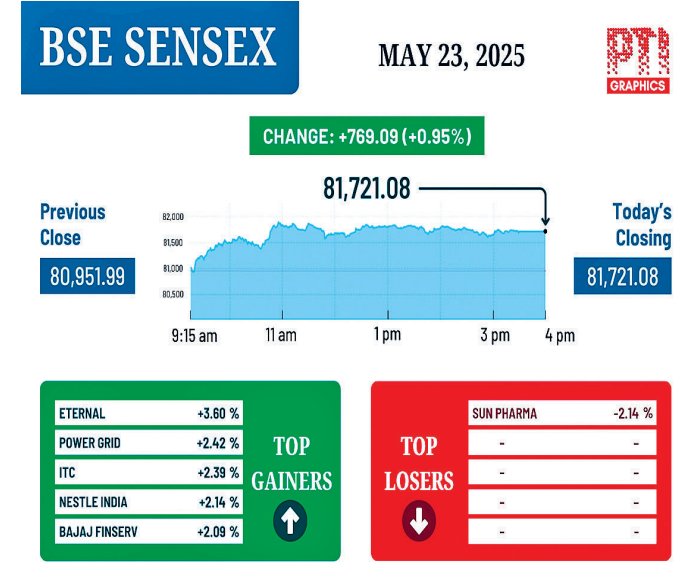 BSE SENSEX
MAY 23, 2025
PTI
GRAPHICS
CHANGE: +769.09 (+0.95%)
81,721.08
Previous
Close
80,951.99
Today's
Closing
81,721.08
82,000
81,500
81,000
80,500
9:15 am 11 am 1 pm 3 pm 4 pm
ETERNAL +3.60 %
POWER GRID +2.42 %
ITC +2.39 %
NESTLE INDIA +2.14 %
BAJAJ FINSERV +2.09 %
TOP
GAINERS
TOP
LOSERS
SUN PHARMA -2.14 %
- -
- -
- -
- -